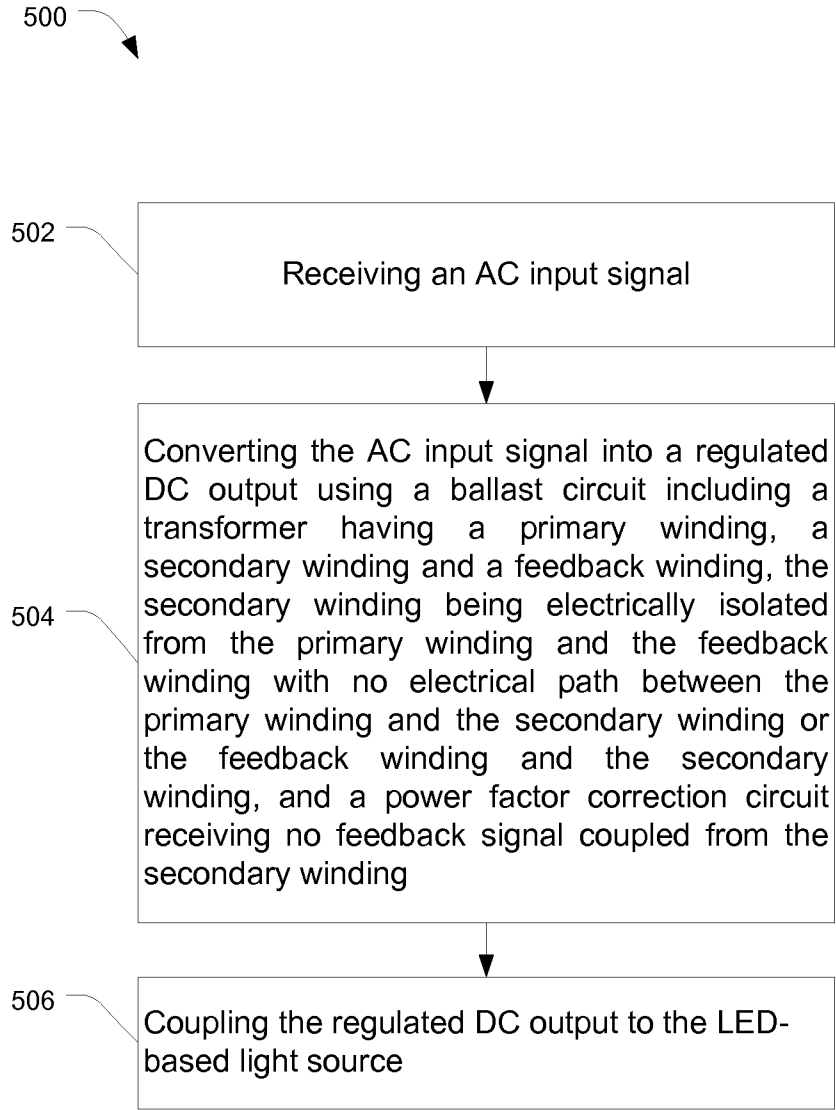 500
502
Receiving an AC input signal
504
Converting the AC input signal into a regulated
DC output using a ballast circuit including a
transformer having a primary winding, a
secondary winding and a feedback winding, the
secondary winding being electrically isolated
from the primary winding and the feedback
winding with no electrical path between the
primary winding and the secondary winding or
the feedback winding and the secondary
winding, and a power factor correction circuit
receiving no feedback signal coupled from the
secondary winding
506
Coupling the regulated DC output to the LED-
based light source